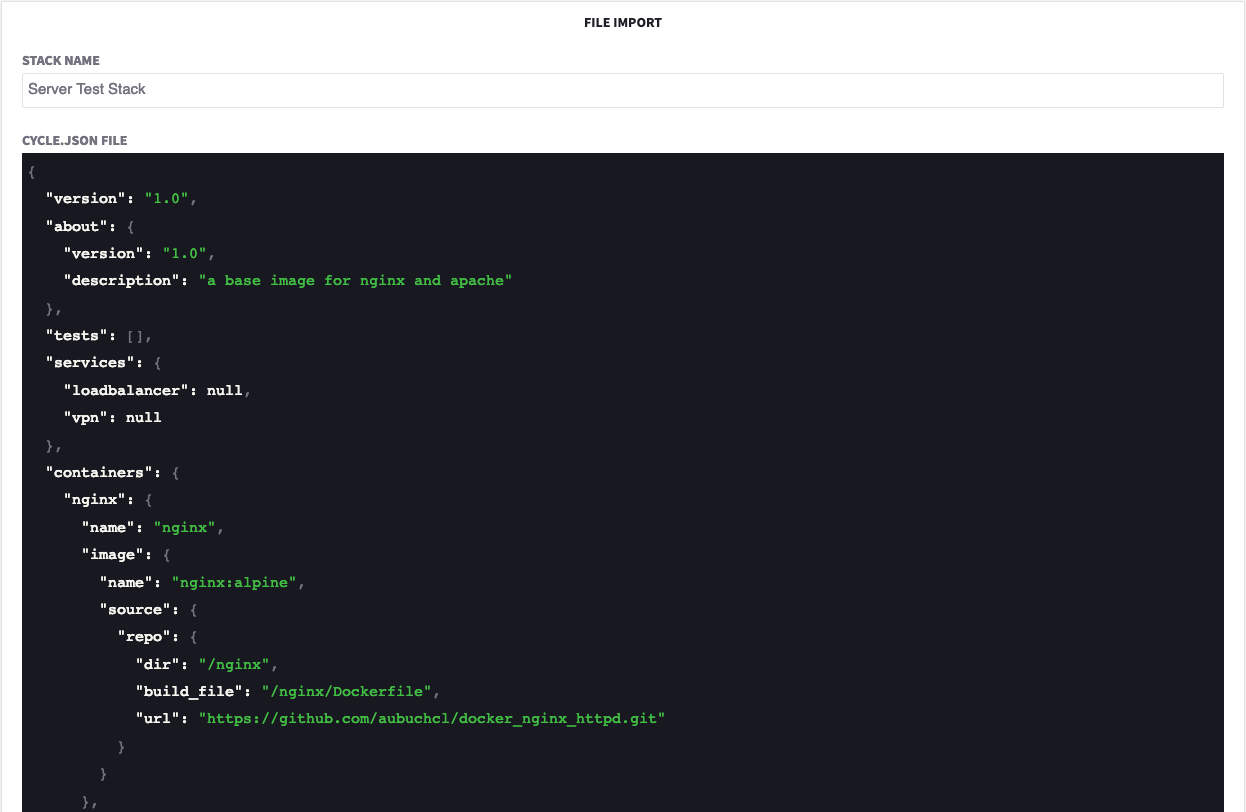 FILE IMPORT
STACK NAME
Server Test Stack
CYCLE.JSON FILE
{
  "version": "1.0",
  "about": {
    "version": "1.0",
    "description": "a base image for nginx and apache"
  },
  "tests": [],
  "services": {
    "loadbalancer": null,
    "vpn": null
  },
  "containers": {
    "nginx": {
      "name": "nginx",
      "image": {
        "name": "nginx:alpine",
        "source": {
          "repo": {
            "dir": "/nginx",
            "build_file": "/nginx/Dockerfile",
            "url": "https://github.com/aubuchcl/docker_nginx_httpd.git"
          }
        }
      },